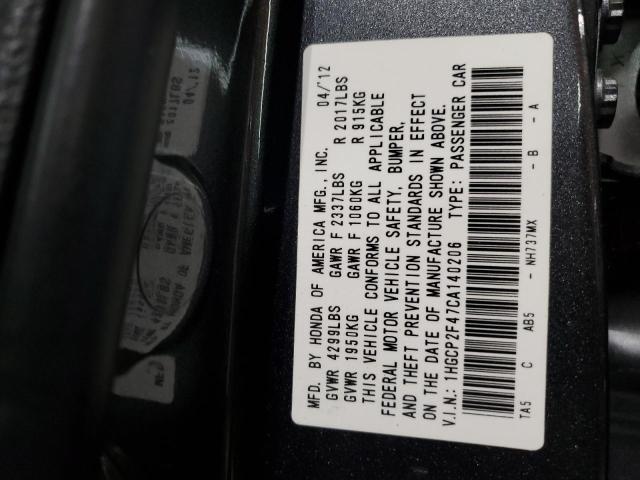 MFD. BY HONDA OF AMERICA MFG., INC. 04/'12
GVWR 4299LBS GAWR F 2337LBS R 2017LBS
GVWR 1950KG GAWR F 1060KG R 915KG
THIS VEHICLE CONFORMS TO ALL APPLICABLE
FEDERAL MOTOR VEHICLE SAFETY, BUMPER,
AND THEFT PREVENTION STANDARDS IN EFFECT
ON THE DATE OF MANUFACTURE SHOWN ABOVE.
V.I.N.: 1HGCP2F47CA140206 TYPE: PASSENGER CAR
TA5 C AB5 - NH737MX - B - A